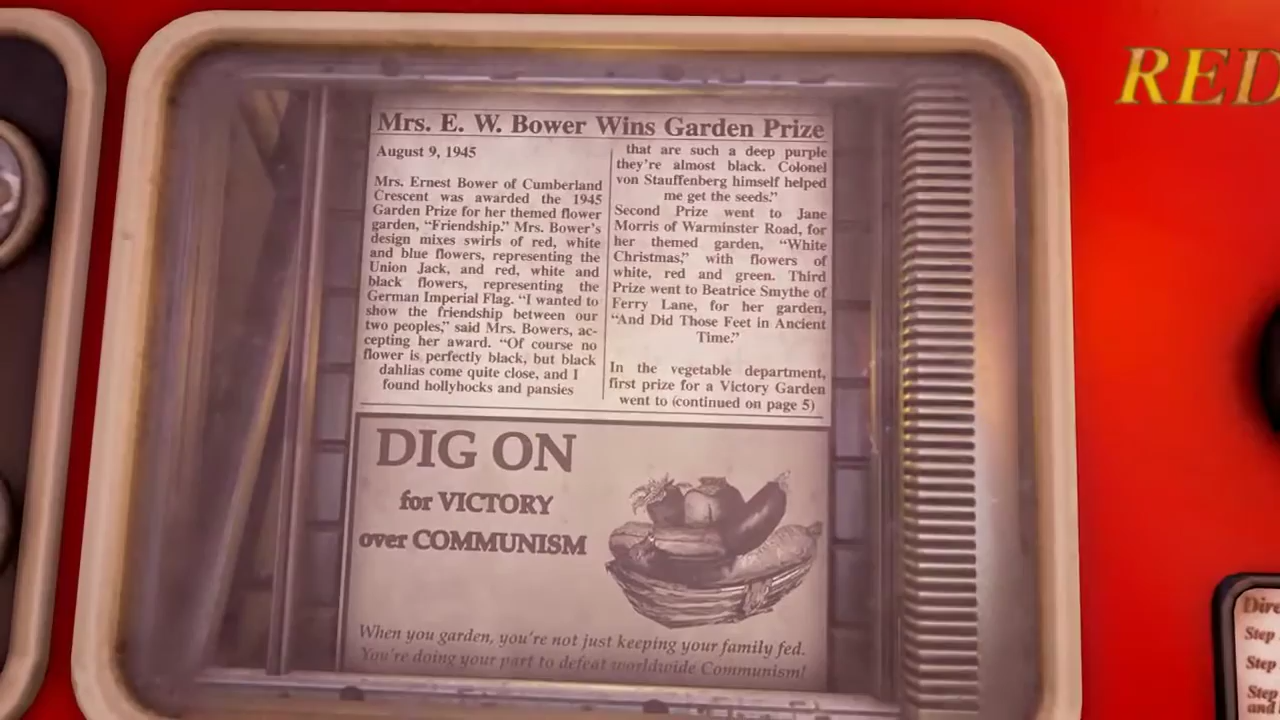 RED
Mrs. E. W. Bower Wins Garden Prize
August 9, 1945
Mrs. Ernest Bower of Cumberland
Crescent was awarded the 1945
Garden Prize for her themed flower
garden, “Friendship.” Mrs. Bower’s
design mixes swirls of red, white
and blue flowers, representing the
Union Jack, and red, white and
black flowers, representing the
German Imperial Flag. “I wanted to
show the friendship between our
two peoples,” said Mrs. Bowers, ac-
cepting her award. “Of course no
flower is perfectly black, but black
dahlias come quite close, and I
found hollyhocks and pansies
that are such a deep purple
they’re almost black. Colonel
von Stauffenberg himself helped
me get the seeds.”
Second Prize went to Jane
Morris of Warminster Road, for
her themed garden, “White
Christmas,” with flowers of
white, red and green. Third
Prize went to Beatrice Smythe of
Ferry Lane, for her garden,
“And Did Those Feet in Ancient
Time.”
In the vegetable department,
first prize for a Victory Garden
went to (continued on page 5)
DIG ON
for VICTORY
over COMMUNISM
When you garden, you’re not just keeping your family fed.
You’re doing your part to defeat worldwide Communism!
Step
Step
Step
and